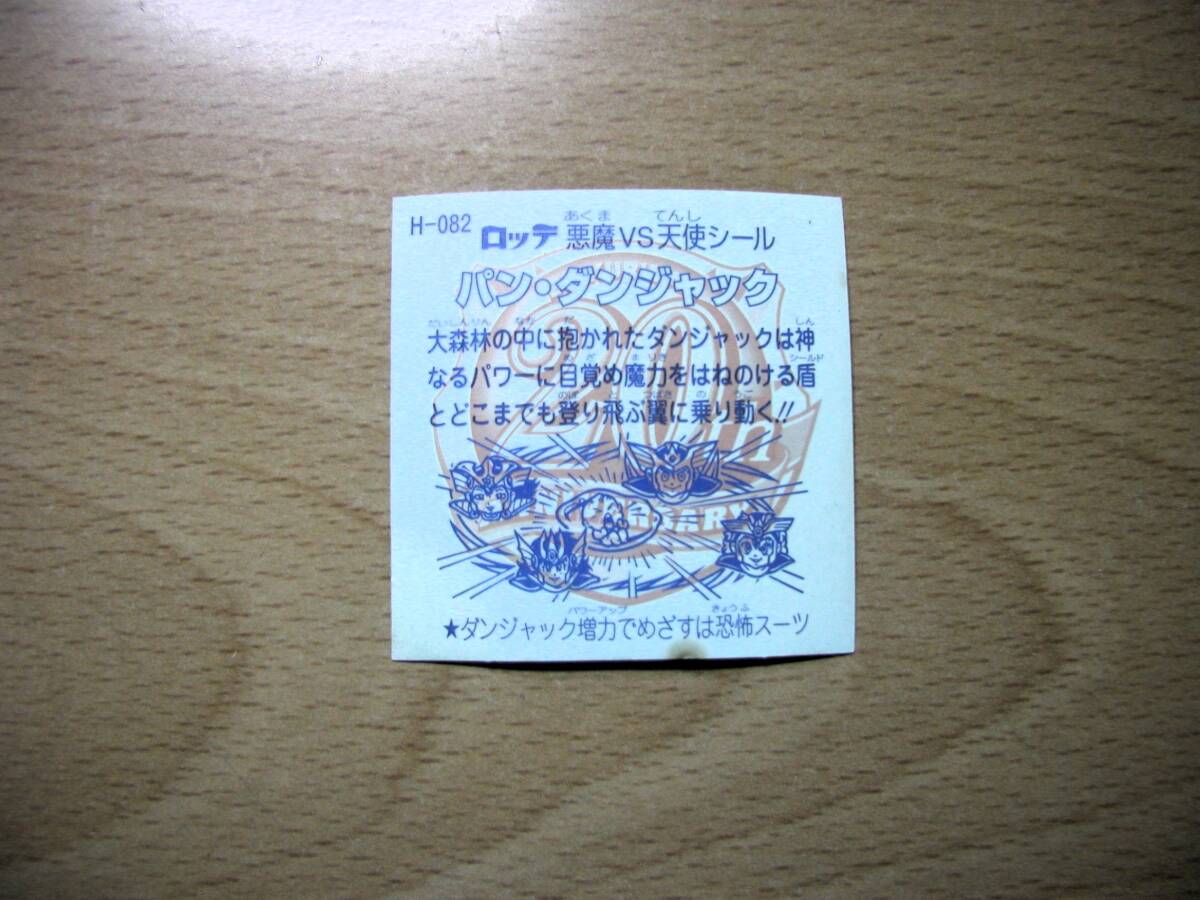 H-082 ロッテ 悪魔VS天使シール
パン・ダンジャック
大森林の中に抱かれたダンジャックは神
なるパワーに目覚め魔力をはねのける盾
とどこまでも登り飛ぶ翼に乗り動く!!
20th
ANNIVERSARY
★ダンジャック増力でめざすは恐怖スーツ